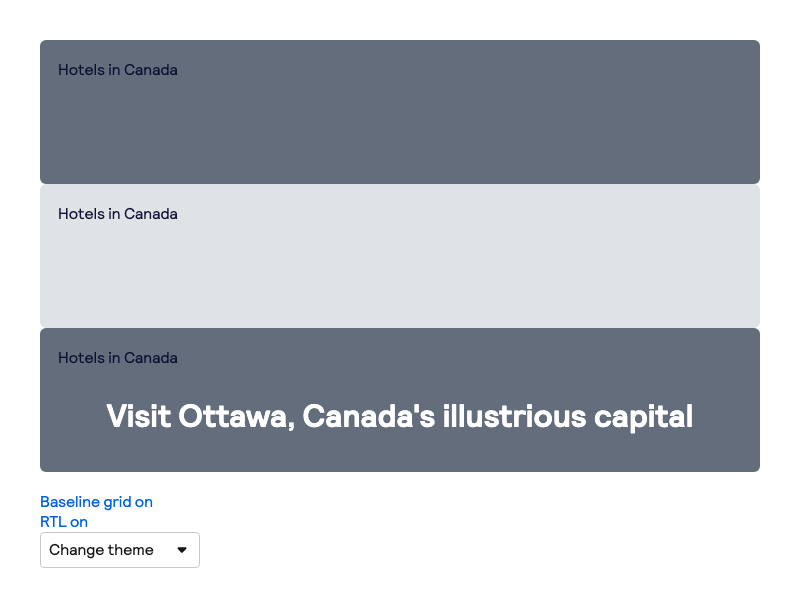 Hotels in Canada
Hotels in Canada
Hotels in Canada
Visit Ottawa, Canada's illustrious capital
Baseline grid on
RTL on
Change theme